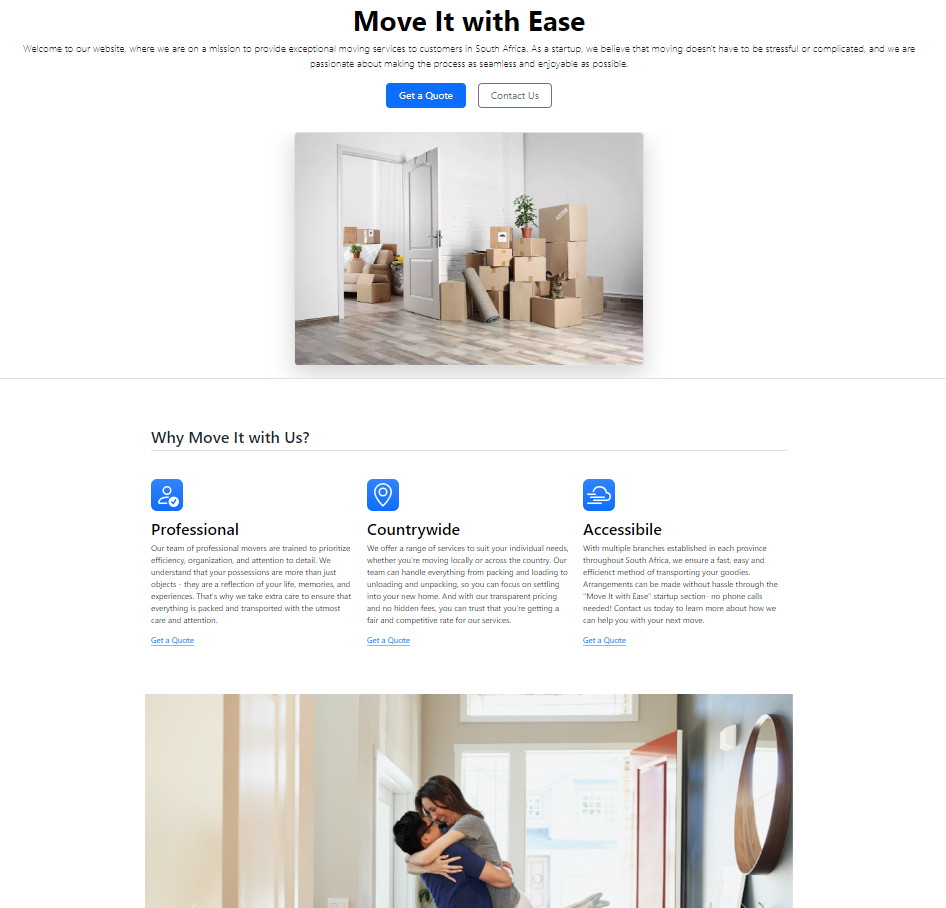 Move It with Ease
Welcome to our website, where we are on a mission to provide exceptional moving services to customers in South Africa. As a startup, we believe that moving doesn't have to be stressful or complicated, and we are
passionate about making the process as seamless and enjoyable as possible.
Get a Quote
Contact Us
Why Move It with Us?
Professional
Our team of professional movers are trained to prioritize
efficiency, organization, and attention to detail. We
understand that your possessions are more than just
objects - they are a reflection of your life, memories, and
experiences. That's why we take extra care to ensure that
everything is packed and transported with the utmost
care and attention.
Get a Quote
Countrywide
We offer a range of services to suit your individual needs,
whether you're moving locally or across the country. Our
team can handle everything from packing and loading to
unloading and unpacking, so you can focus on settling
into your new home. And with our transparent pricing
and no hidden fees, you can trust that you're getting a
fair and competitive rate for our services.
Get a Quote
Accessibile
With multiple branches established in each province
throughout South Africa, we ensure a fast, easy and
efficienct method of transporting your goodies.
Arrangements can be made without hassle through the
"Move It with Ease" startup section- no phone calls
needed! Contact us today to learn more about how we
can help you with your next move.
Get a Quote